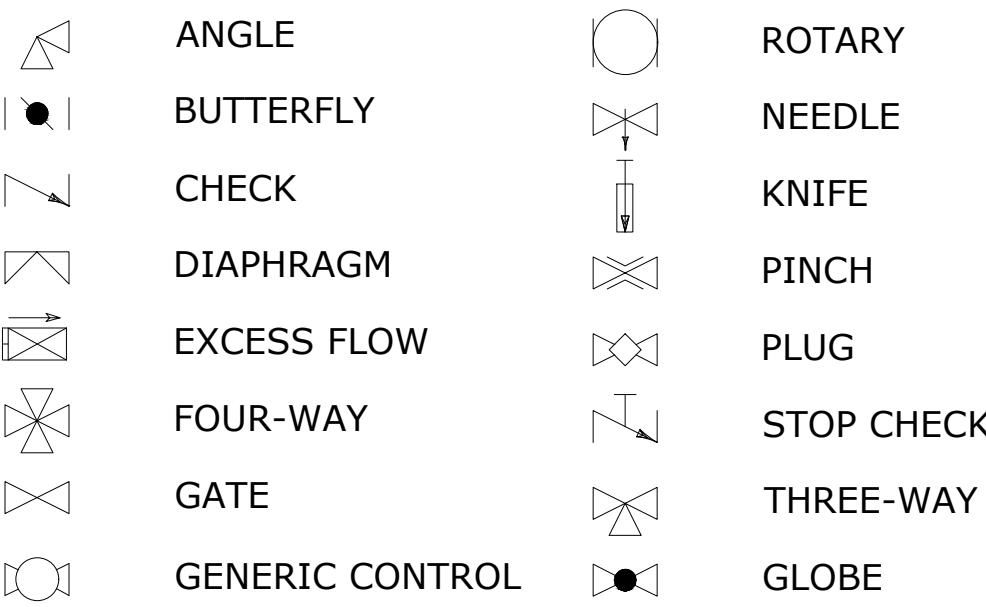 ANGLE
BUTTERFLY
CHECK
DIAPHRAGM
EXCESS FLOW
FOUR-WAY
GATE
GENERIC CONTROL
ROTARY
NEEDLE
KNIFE
PINCH
PLUG
STOP CHECK
THREE-WAY
GLOBE